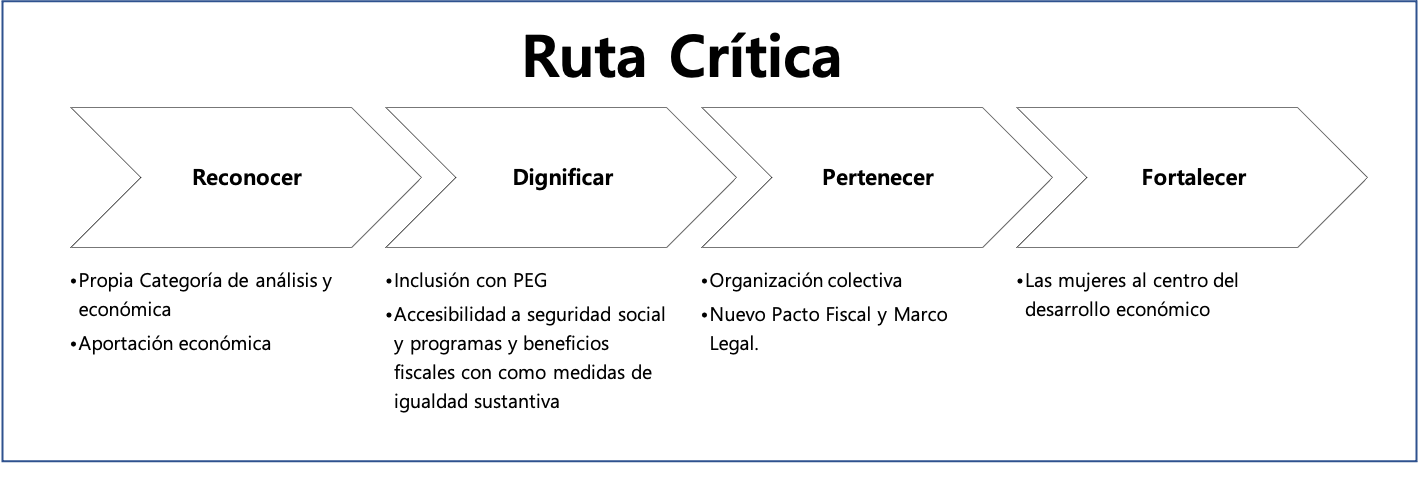 Ruta Crítica
Reconocer
Dignificar
Pertenecer
Fortalecer
•Propia Categoría de análisis y
económica
•Aportación económica
•Inclusión con PEG
•Accesibilidad a seguridad social
y programas y beneficios
fiscales con como medidas de
igualdad sustantiva
•Organización colectiva
•Nuevo Pacto Fiscal y Marco
Legal.
•Las mujeres al centro del
desarrollo económico